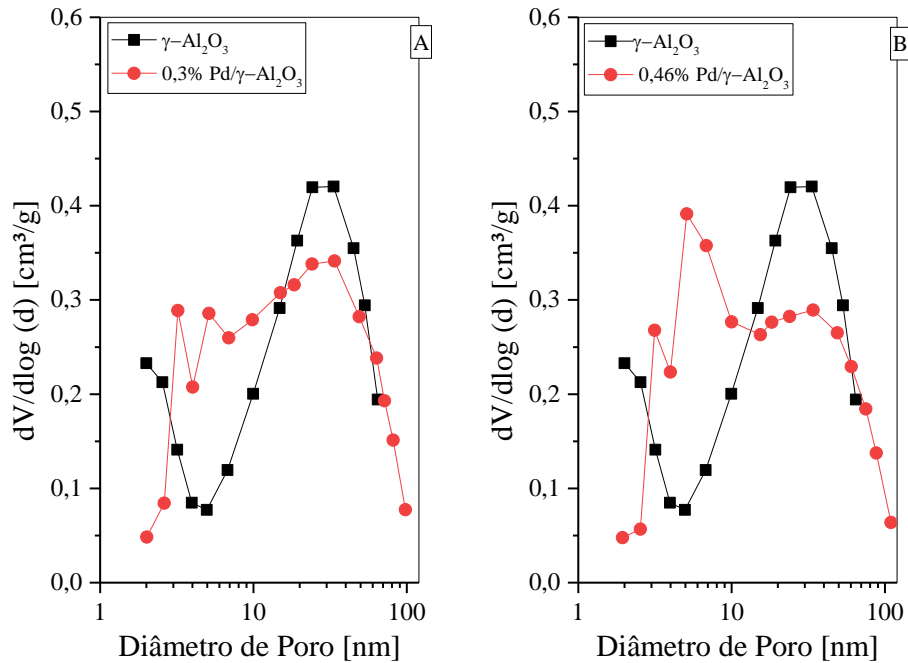 A
γ−Al₂O₃
0,3% Pd/γ−Al₂O₃
0,6
0,5
0,4
0,3
0,2
0,1
0,0
dV/dlog (d) [cm³/g]
1
10
100
Diâmetro de Poro [nm]
B
γ−Al₂O₃
0,46% Pd/γ−Al₂O₃
0,6
0,5
0,4
0,3
0,2
0,1
0,0
dV/dlog (d) [cm³/g]
1
10
100
Diâmetro de Poro [nm]